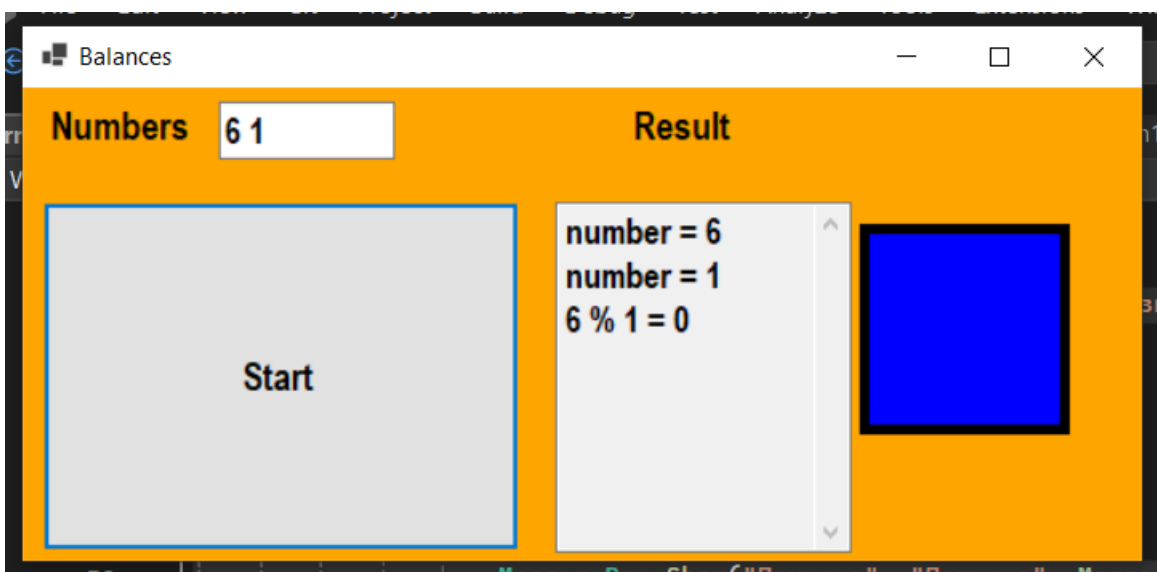 Balances
Numbers
6 1
Result
Start
number = 6
number = 1
6 % 1 = 0